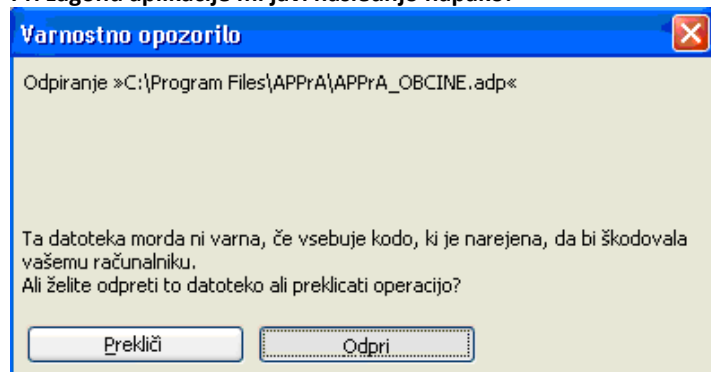 Varnostno opozorilo
Odpiranje »C:\Program Files\APPrA\APPrA_OBCINE.adp«
Ta datoteka morda ni varna, če vsebuje kodo, ki je narejena, da bi škodovala
vašemu računalniku.
Ali želite odpreti to datoteko ali preklicati operacijo?
Prekliči
Odpri